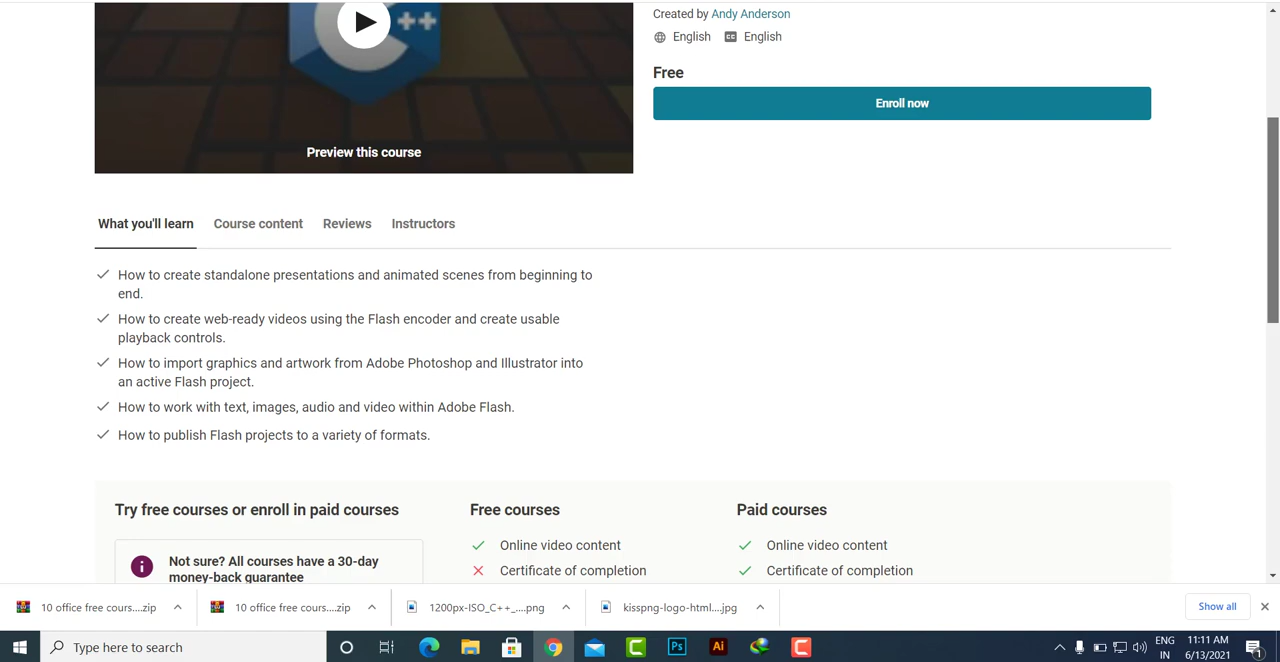 Created by Andy Anderson
English CC English
Free
Enroll now
C++
Preview this course
What you'll learn Course content Reviews Instructors
How to create standalone presentations and animated scenes from beginning to
end.
How to create web-ready videos using the Flash encoder and create usable
playback controls.
How to import graphics and artwork from Adobe Photoshop and Illustrator into
an active Flash project.
How to work with text, images, audio and video within Adobe Flash.
How to publish Flash projects to a variety of formats.
Try free courses or enroll in paid courses
Free courses
Paid courses
Not sure? All courses have a 30-day
money-back guarantee
Online video content
Certificate of completion
Online video content
Certificate of completion
10 office free cours....zip
10 office free cours....zip
1200px-ISO_C++_....png
kisspng-logo-html....jpg
Show all
Type here to search
Ps
Ai
ENG
IN
11:11 AM
6/13/2021
1